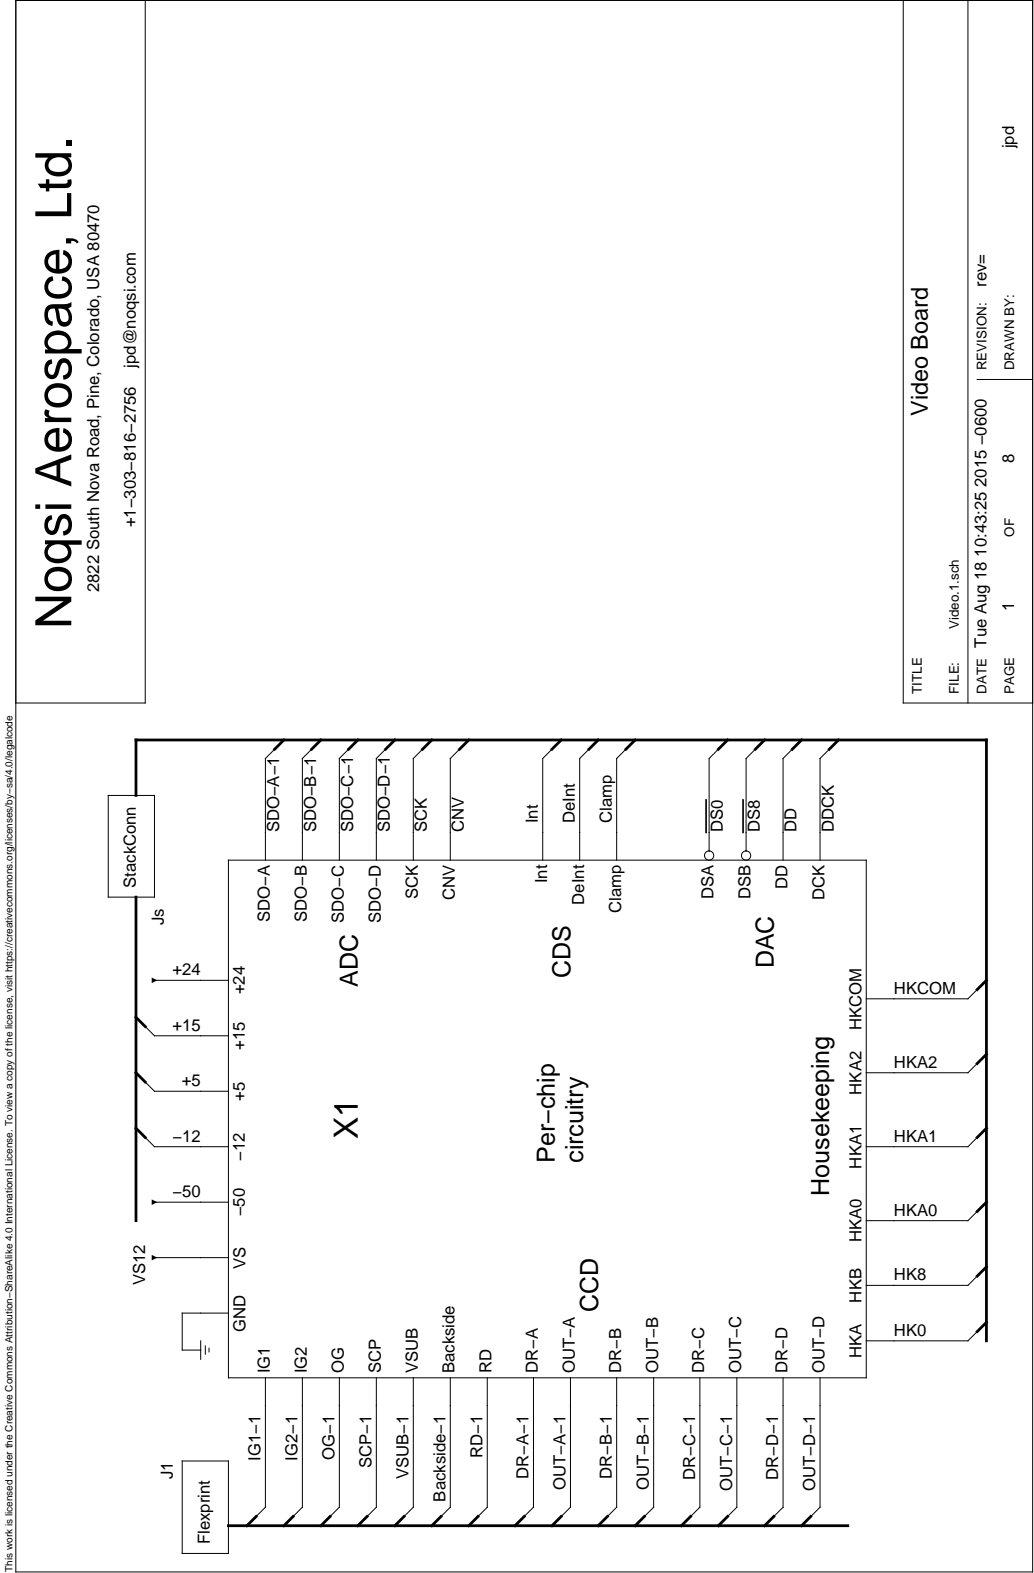 This work is licensed under the Creative Commons Attribution−ShareAlike 4.0 International License. To view a copy of the license, visit https://creativecommons.org/licenses/by−sa/4.0/legalcode
Noqsi Aerospace, Ltd.
2822 South Nova Road, Pine, Colorado, USA 80470
+1−303−816−2756 jpd@noqsi.com
J1
Flexprint
StackConn
Js
VS12
−50
−12
+5
+15
+24
GND
VS
−50
−12
+5
+15
+24
IG1−1
IG2−1
OG−1
SCP−1
VSUB−1
Backside−1
RD−1
DR−A−1
OUT−A−1
DR−B−1
OUT−B−1
DR−C−1
OUT−C−1
DR−D−1
OUT−D−1
IG1
IG2
OG
SCP
VSUB
Backside
RD
DR−A
OUT−A
DR−B
OUT−B
DR−C
OUT−C
DR−D
OUT−D
CCD
X1
Per−chip
circuitry
Housekeeping
ADC
CDS
DAC
SDO−A
SDO−B
SDO−C
SDO−D
SCK
CNV
Int
DeInt
Clamp
DSA
DSB
DD
DCK
SDO−A−1
SDO−B−1
SDO−C−1
SDO−D−1
SCK
CNV
Int
DeInt
Clamp
DS0
DS8
DD
DDCK
HKA
HKB
HKA0
HKA1
HKA2
HKCOM
HK0
HK8
HKA0
HKA1
HKA2
HKCOM
TITLE
Video Board
FILE: Video.1.sch
DATE Tue Aug 18 10:43:25 2015 −0600
REVISION: rev=
PAGE 1 OF 8
DRAWN BY: jpd